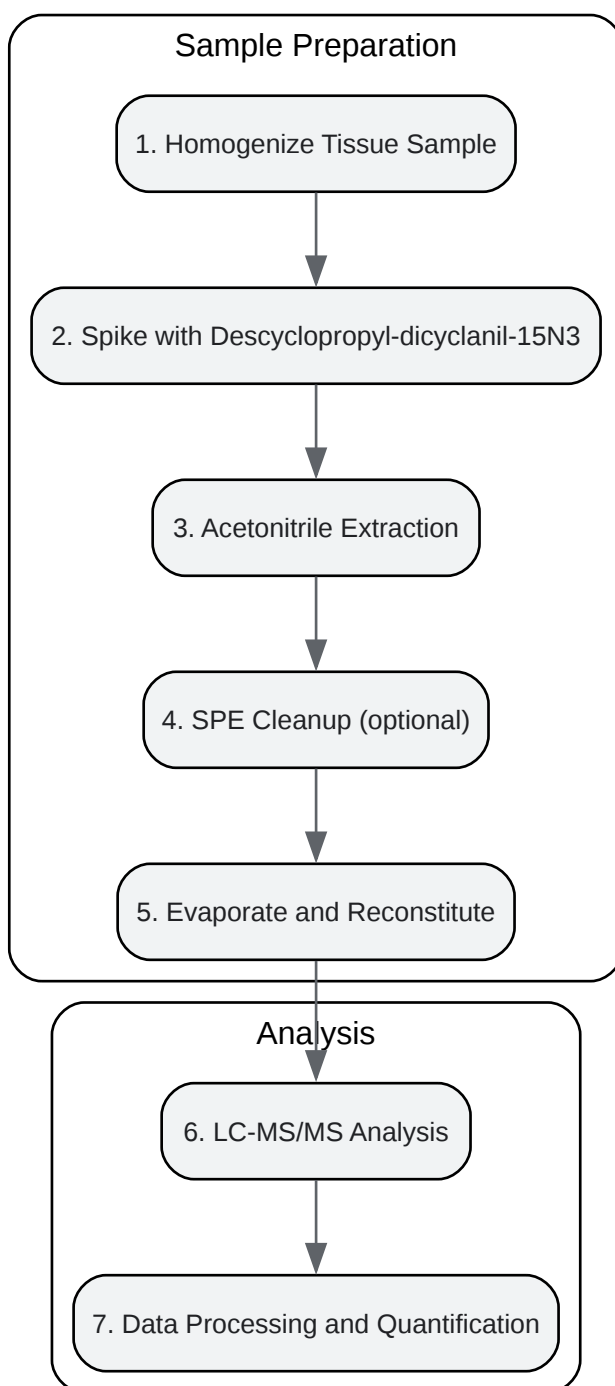 Sample Preparation
1. Homogenize Tissue Sample
2. Spike with Descyclopropyl-dicyclanil-15N3
3. Acetonitrile Extraction
4. SPE Cleanup (optional)
5. Evaporate and Reconstitute
Analysis
6. LC-MS/MS Analysis
7. Data Processing and Quantification